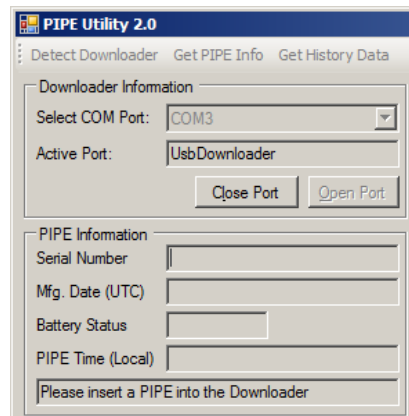 PIPE Utility 2.0
Detect Downloader Get PIPE Info Get History Data
Downloader Information
Select COM Port: COM3
Active Port: UsbDownloader
Close Port Open Port
PIPE Information
Serial Number
Mfg. Date (UTC)
Battery Status
PIPE Time (Local)
Please insert a PIPE into the Downloader